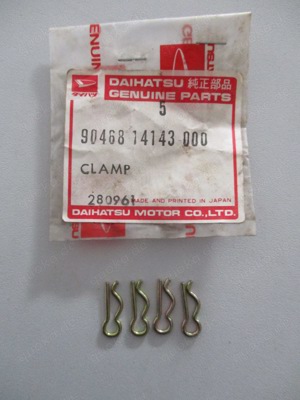 GENUINE
DAIHATSU 純正部品
GENUINE PARTS
5
90468 14143 000
CLAMP
280961
MADE AND PRINTED IN JAPAN
DAIHATSU MOTOR CO.,LTD.